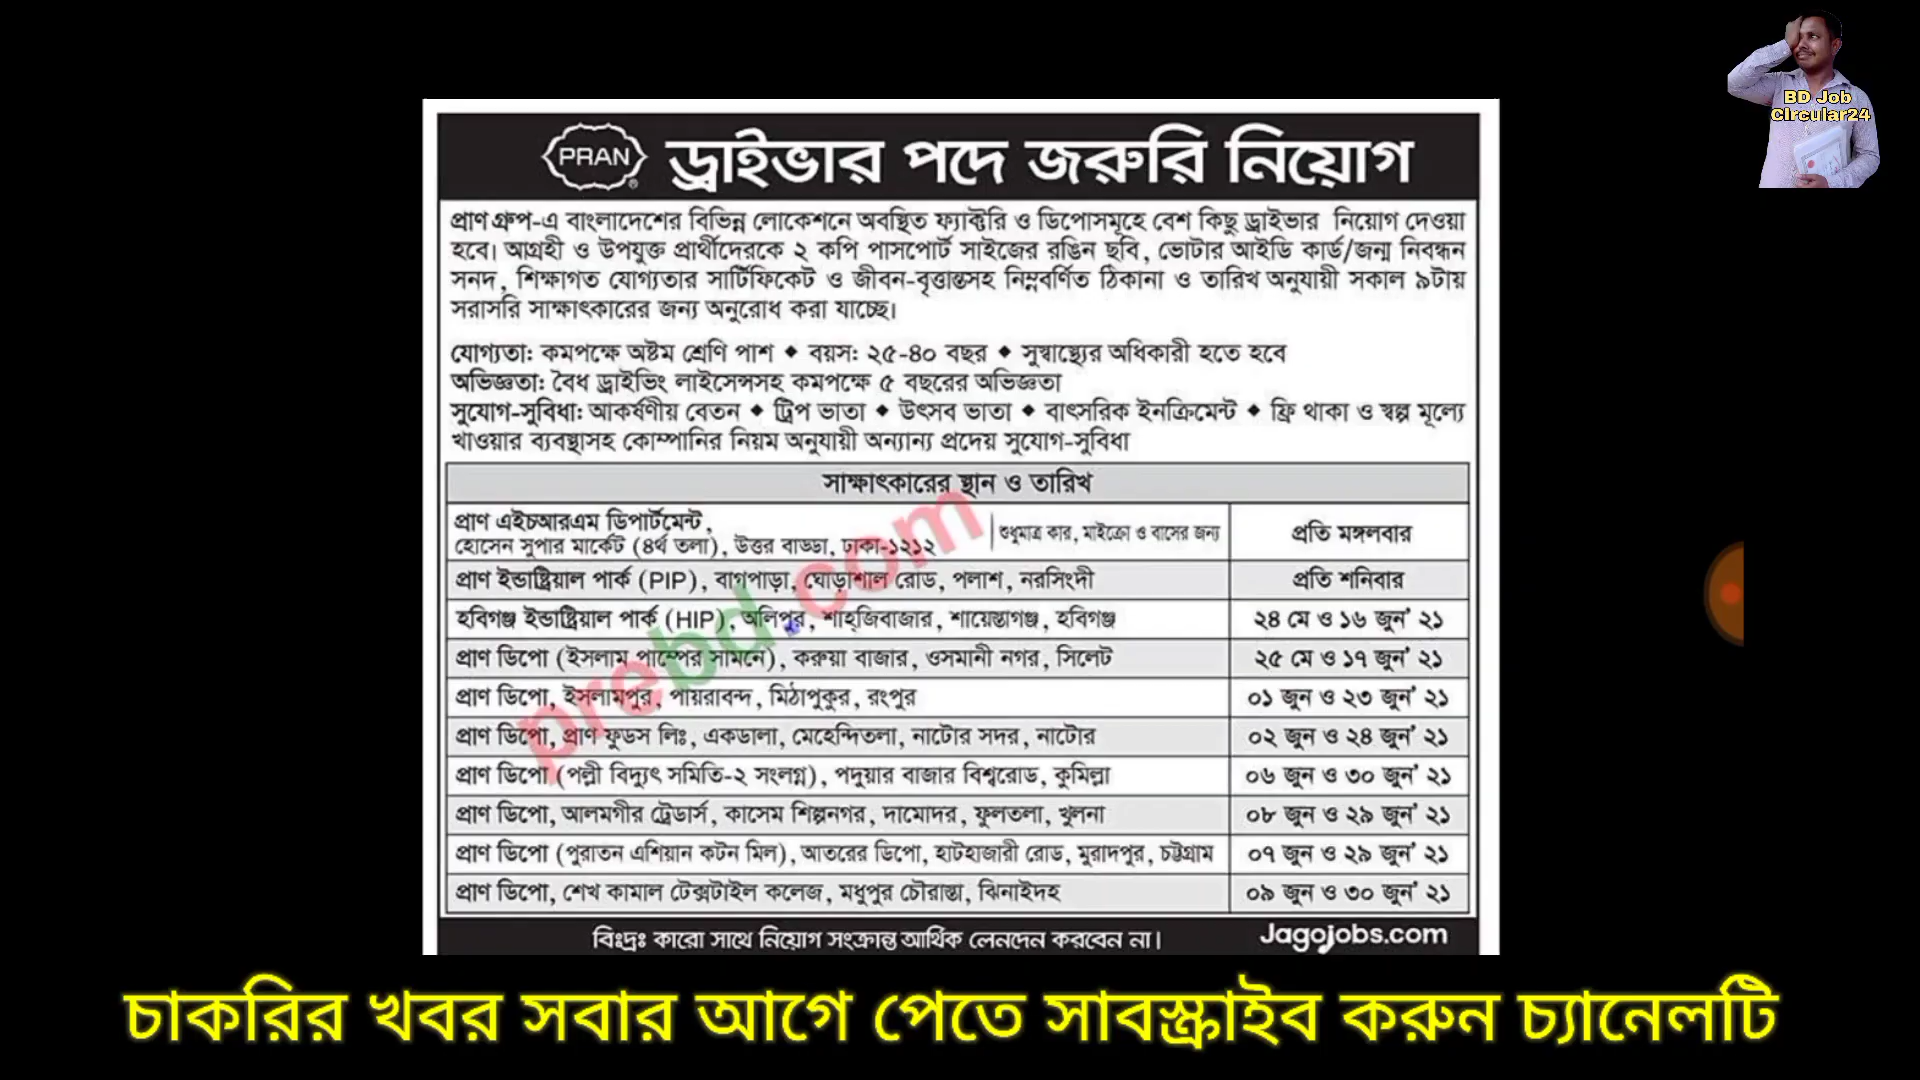 BD Job
Circular24
PRAN ড্রাইভার পদে জরুরি নিয়োগ
প্রাণ গ্রুপ-এ বাংলাদেশের বিভিন্ন লোকেশনে অবস্থিত ফ্যাক্টরি ও ডিপোসমূহে বেশ কিছু ড্রাইভার নিয়োগ দেওয়া
হবে। আগ্রহী ও উপযুক্ত প্রার্থীদেরকে ২ কপি পাসপোর্ট সাইজের রঙিন ছবি, ভোটার আইডি কার্ড/জন্ম নিবন্ধন
সনদ, শিক্ষাগত যোগ্যতার সার্টিফিকেট ও জীবন-বৃত্তান্তসহ নিম্নবর্ণিত ঠিকানা ও তারিখ অনুযায়ী সকাল ৯টায়
সরাসরি সাক্ষাৎকারের জন্য অনুরোধ করা যাচ্ছে।
যোগ্যতা: কমপক্ষে অষ্টম শ্রেণি পাশ ◆ বয়স: ২৫-৪০ বছর ◆ সুস্বাস্থ্যের অধিকারী হতে হবে
অভিজ্ঞতা: বৈধ ড্রাইভিং লাইসেন্সসহ কমপক্ষে ৫ বছরের অভিজ্ঞতা
সুযোগ-সুবিধা: আকর্ষণীয় বেতন ◆ ট্রিপ ভাতা ◆ উৎসব ভাতা ◆ বাৎসরিক ইনক্রিমেন্ট ◆ ফ্রি থাকা ও স্বল্প মূল্যে
খাওয়ার ব্যবস্থাসহ কোম্পানির নিয়ম অনুযায়ী অন্যান্য প্রদেয় সুযোগ-সুবিধা
সাক্ষাৎকারের স্থান ও তারিখ
প্রাণ এইচআরএম ডিপার্টমেন্ট,
হোসেন সুপার মার্কেট (৪র্থ তলা), উত্তর বাড্ডা, ঢাকা-১২১২ শুধুমাত্র কার, মাইক্রো ও বাসের জন্য প্রতি মঙ্গলবার
প্রাণ ইন্ডাষ্ট্রিয়াল পার্ক (PIP), বাগপাড়া, ঘোড়াশাল রোড, পলাশ, নরসিংদী প্রতি শনিবার
হবিগঞ্জ ইন্ডাষ্ট্রিয়াল পার্ক (HIP), অলিপুর, শাহ্জিবাজার, শায়েস্তাগঞ্জ, হবিগঞ্জ ২৪ মে ও ১৬ জুন' ২১
প্রাণ ডিপো (ইসলাম পাম্পের সামনে), করুয়া বাজার, ওসমানী নগর, সিলেট ২৫ মে ও ১৭ জুন' ২১
প্রাণ ডিপো, ইসলামপুর, পায়রাবন্দ, মিঠাপুকুর, রংপুর ০১ জুন ও ২৩ জুন' ২১
প্রাণ ডিপো, প্রাণ ফুডস লিঃ, একডালা, মেহেন্দিতলা, নাটোর সদর, নাটোর ০২ জুন ও ২৪ জুন' ২১
প্রাণ ডিপো (পল্লী বিদ্যুৎ সমিতি-২ সংলগ্ন), পদুয়ার বাজার বিশ্বরোড, কুমিল্লা ০৬ জুন ও ৩০ জুন' ২১
প্রাণ ডিপো, আলমগীর ট্রেডার্স, কাসেম শিল্পনগর, দামোদর, ফুলতলা, খুলনা ০৮ জুন ও ২৯ জুন' ২১
প্রাণ ডিপো (পুরাতন এশিয়ান কটন মিল), আতরের ডিপো, হাটহাজারী রোড, মুরাদপুর, চট্টগ্রাম ০৭ জুন ও ২৯ জুন' ২১
প্রাণ ডিপো, শেখ কামাল টেক্সটাইল কলেজ, মধুপুর চৌরাস্তা, ঝিনাইদহ ০৯ জুন ও ৩০ জুন' ২১
prebd.com
বিঃদ্রঃ কারো সাথে নিয়োগ সংক্রান্ত আর্থিক লেনদেন করবেন না। Jagojobs.com
চাকরির খবর সবার আগে পেতে সাবস্ক্রাইব করুন চ্যানেলটি